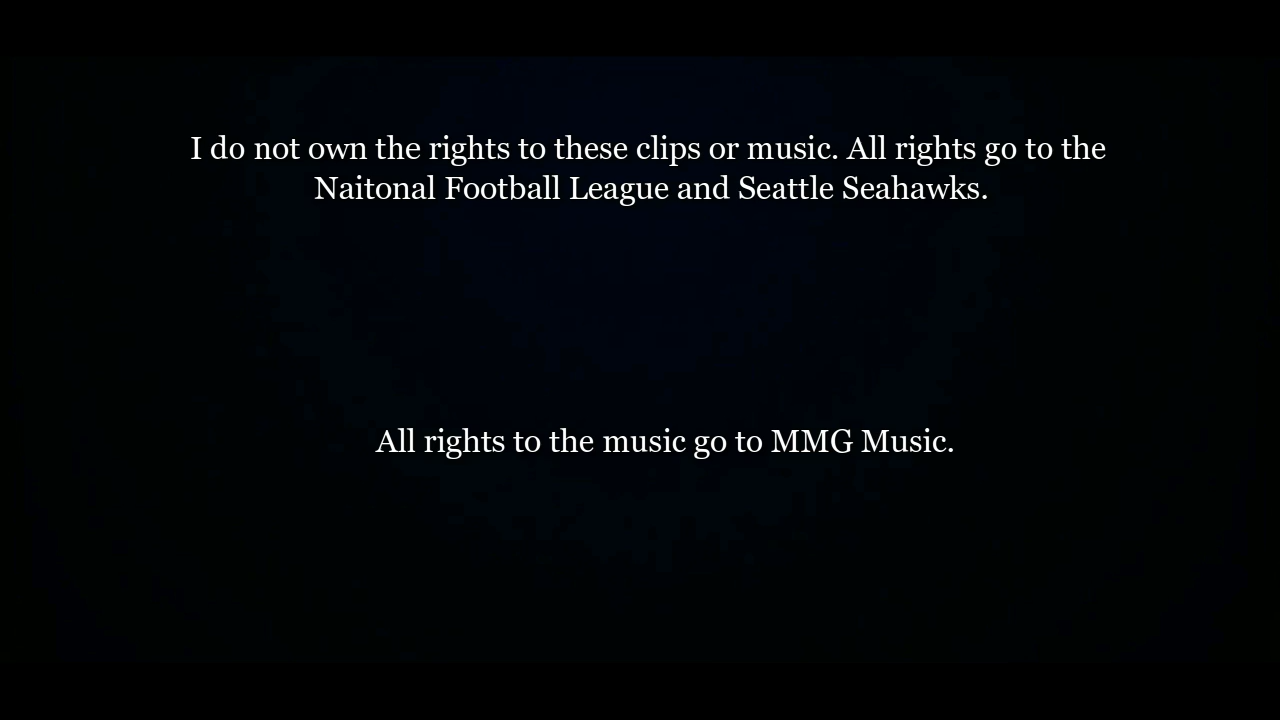 I do not own the rights to these clips or music. All rights go to the
Naitonal Football League and Seattle Seahawks.
All rights to the music go to MMG Music.